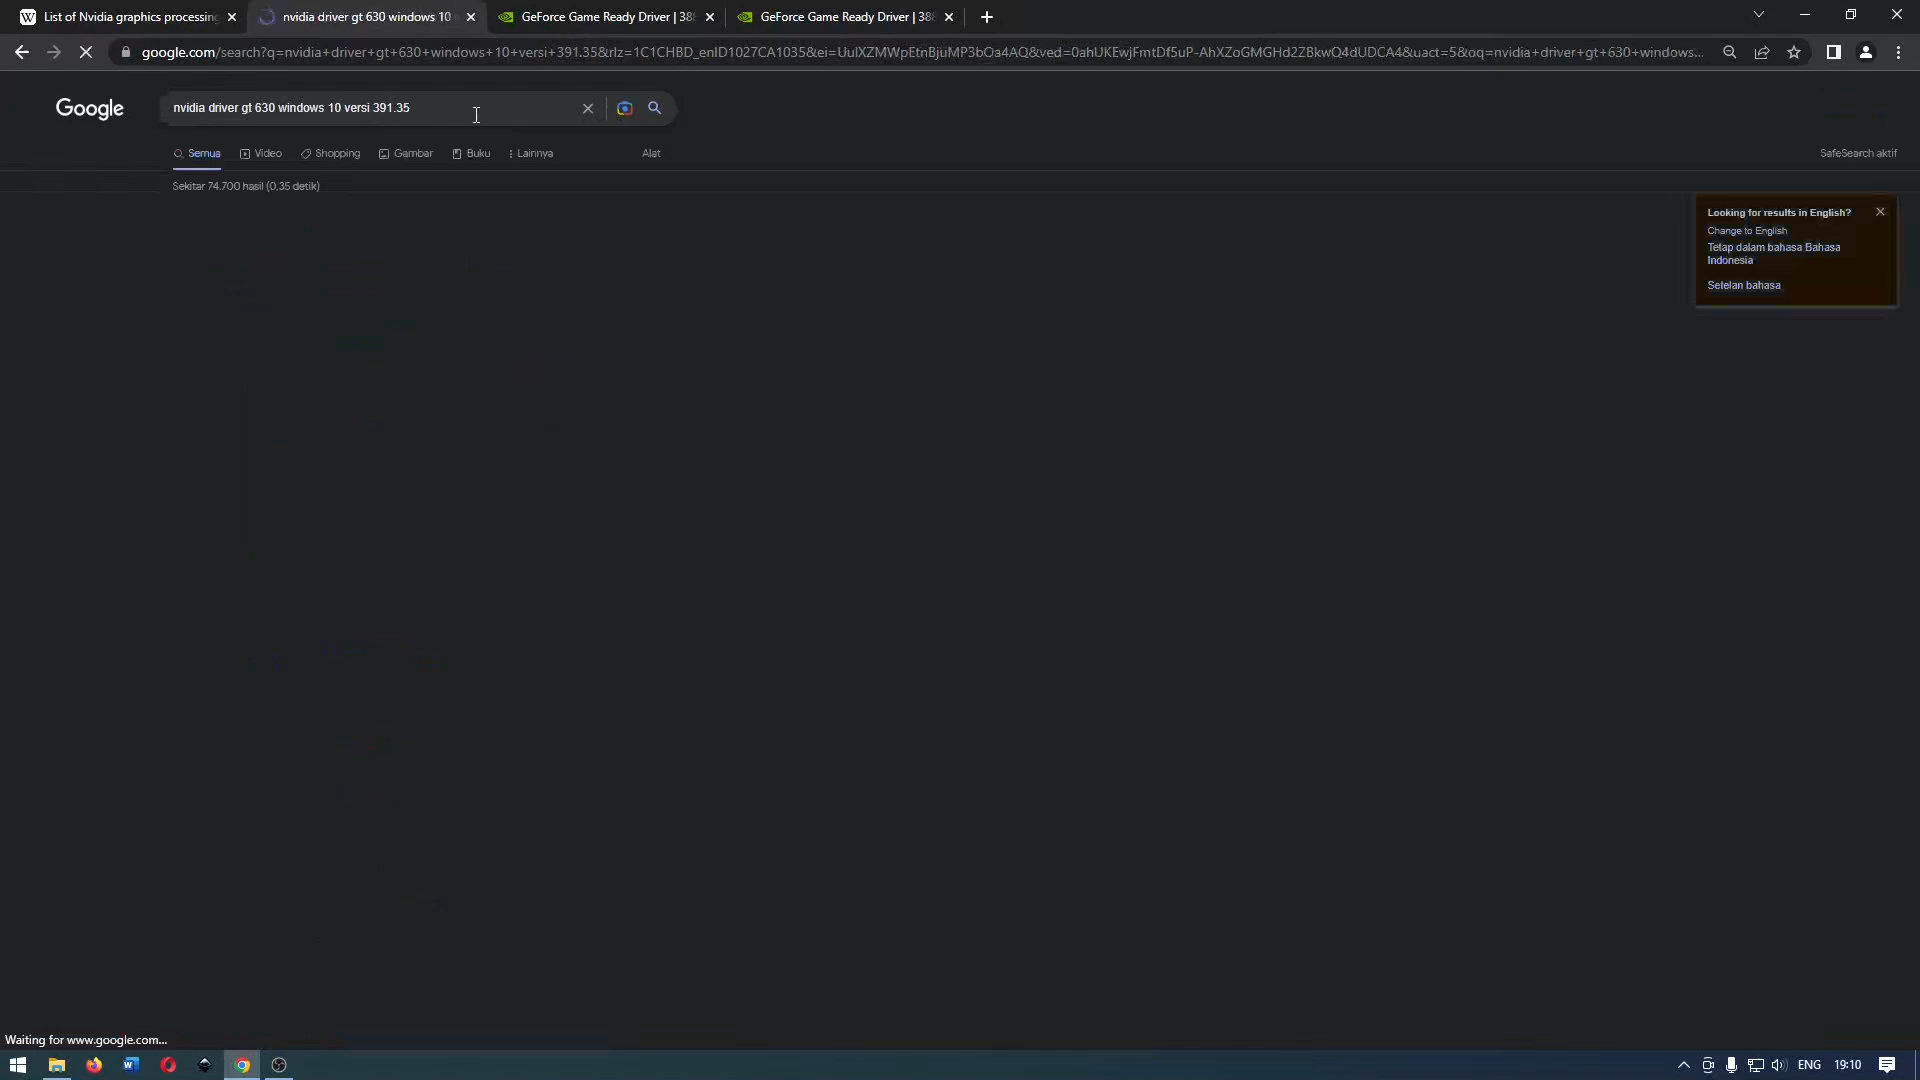 List of Nvidia graphics processing
nvidia driver gt 630 windows 10
GeForce Game Ready Driver | 388
GeForce Game Ready Driver | 388
google.com/search?q=nvidia+driver+gt+630+windows+10+versi+391.35&rlz=1C1CHBD_enID1027CA1035&ei=UulXZMWpEtnBjuMP3bOa4AQ&ved=0ahUKEwjFmtDf5uP-AhXZoGMGHd2ZBkwQ4dUDCA4&uact=5&oq=nvidia+driver+gt+630+windows...
Google
nvidia driver gt 630 windows 10 versi 391.35
Semua
Video
Shopping
Gambar
Buku
Lainnya
Alat
SafeSearch aktif
Sekitar 74.700 hasil (0,35 detik)
Looking for results in English?
Change to English
Tetap dalam bahasa Bahasa
Indonesia
Setelan bahasa
Waiting for www.google.com...
ENG
19:10